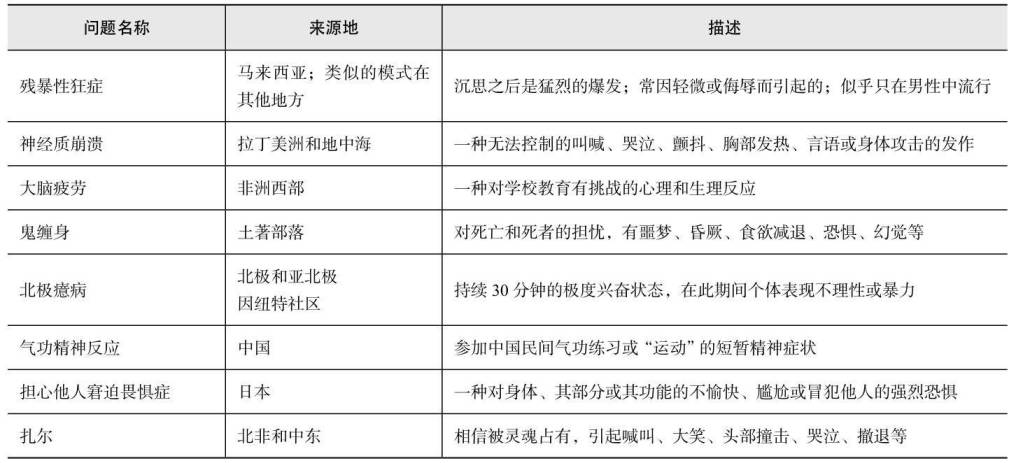 问题名称 来源地 描述
残暴性狂症 马来西亚；类似的模式在其他地方 沉思之后是猛烈的爆发；常因轻微或侮辱而引起的；似乎只在男性中流行
神经质崩溃 拉丁美洲和地中海 一种无法控制的叫喊、哭泣、颤抖、胸部发热、言语或身体攻击的发作
大脑疲劳 非洲西部 一种对学校教育有挑战的心理和生理反应
鬼缠身 土著部落 对死亡和死者的担忧，有噩梦、昏厥、食欲减退、恐惧、幻觉等
北极癔病 北极和亚北极因纽特社区 持续 30 分钟的极度兴奋状态，在此期间个体表现不理性或暴力
气功精神反应 中国 参加中国民间气功练习或“运动”的短暂精神症状
担心他人窘迫畏惧症 日本 一种对身体、其部分或其功能的不愉快、尴尬或冒犯他人的强烈恐惧
扎尔 北非和中东 相信被灵魂占有，引起喊叫、大笑、头部撞击、哭泣、撤退等